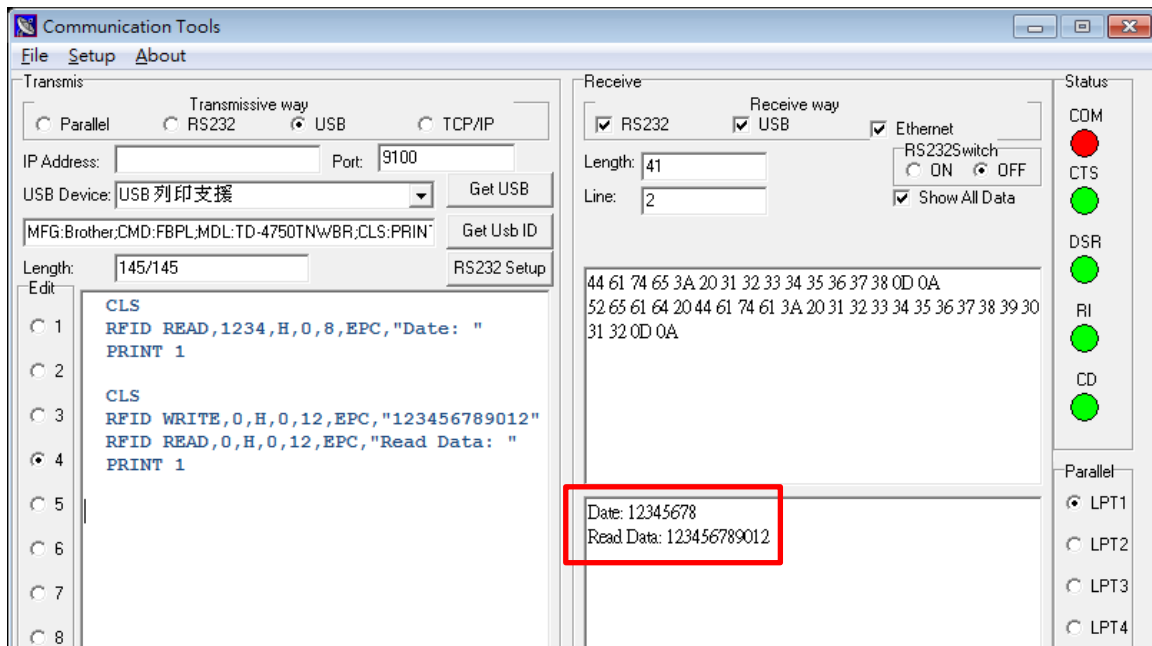 Communication Tools
File Setup About
Transmis
Transmissive way
Parallel RS232 USB TCP/IP
IP Address: Port: 9100
USB Device: USB 列印支援 Get USB
MFG:Brother;CMD:FBPL;MDL:TD-4750TNWBR;CLS:PRIN Get Usb ID
Length: 145/145 RS232 Setup
Edit
1
2
3
4
5
6
7
8
CLS
RFID READ,1234,H,0,8,EPC,"Date: "
PRINT 1
CLS
RFID WRITE,0,H,0,12,EPC,"123456789012"
RFID READ,0,H,0,12,EPC,"Read Data: "
PRINT 1
Receive
Receive way
RS232 USB Ethernet
Length: 41
Line: 2
RS232Switch
ON OFF
Show All Data
44 61 74 65 3A 20 31 32 33 34 35 36 37 38 0D 0A
52 65 61 64 20 44 61 74 61 3A 20 31 32 33 34 35 36 37 38 39 30
31 32 0D 0A
Date: 12345678
Read Data: 123456789012
Status
COM
CTS
DSR
RI
CD
Parallel
LPT1
LPT2
LPT3
LPT4